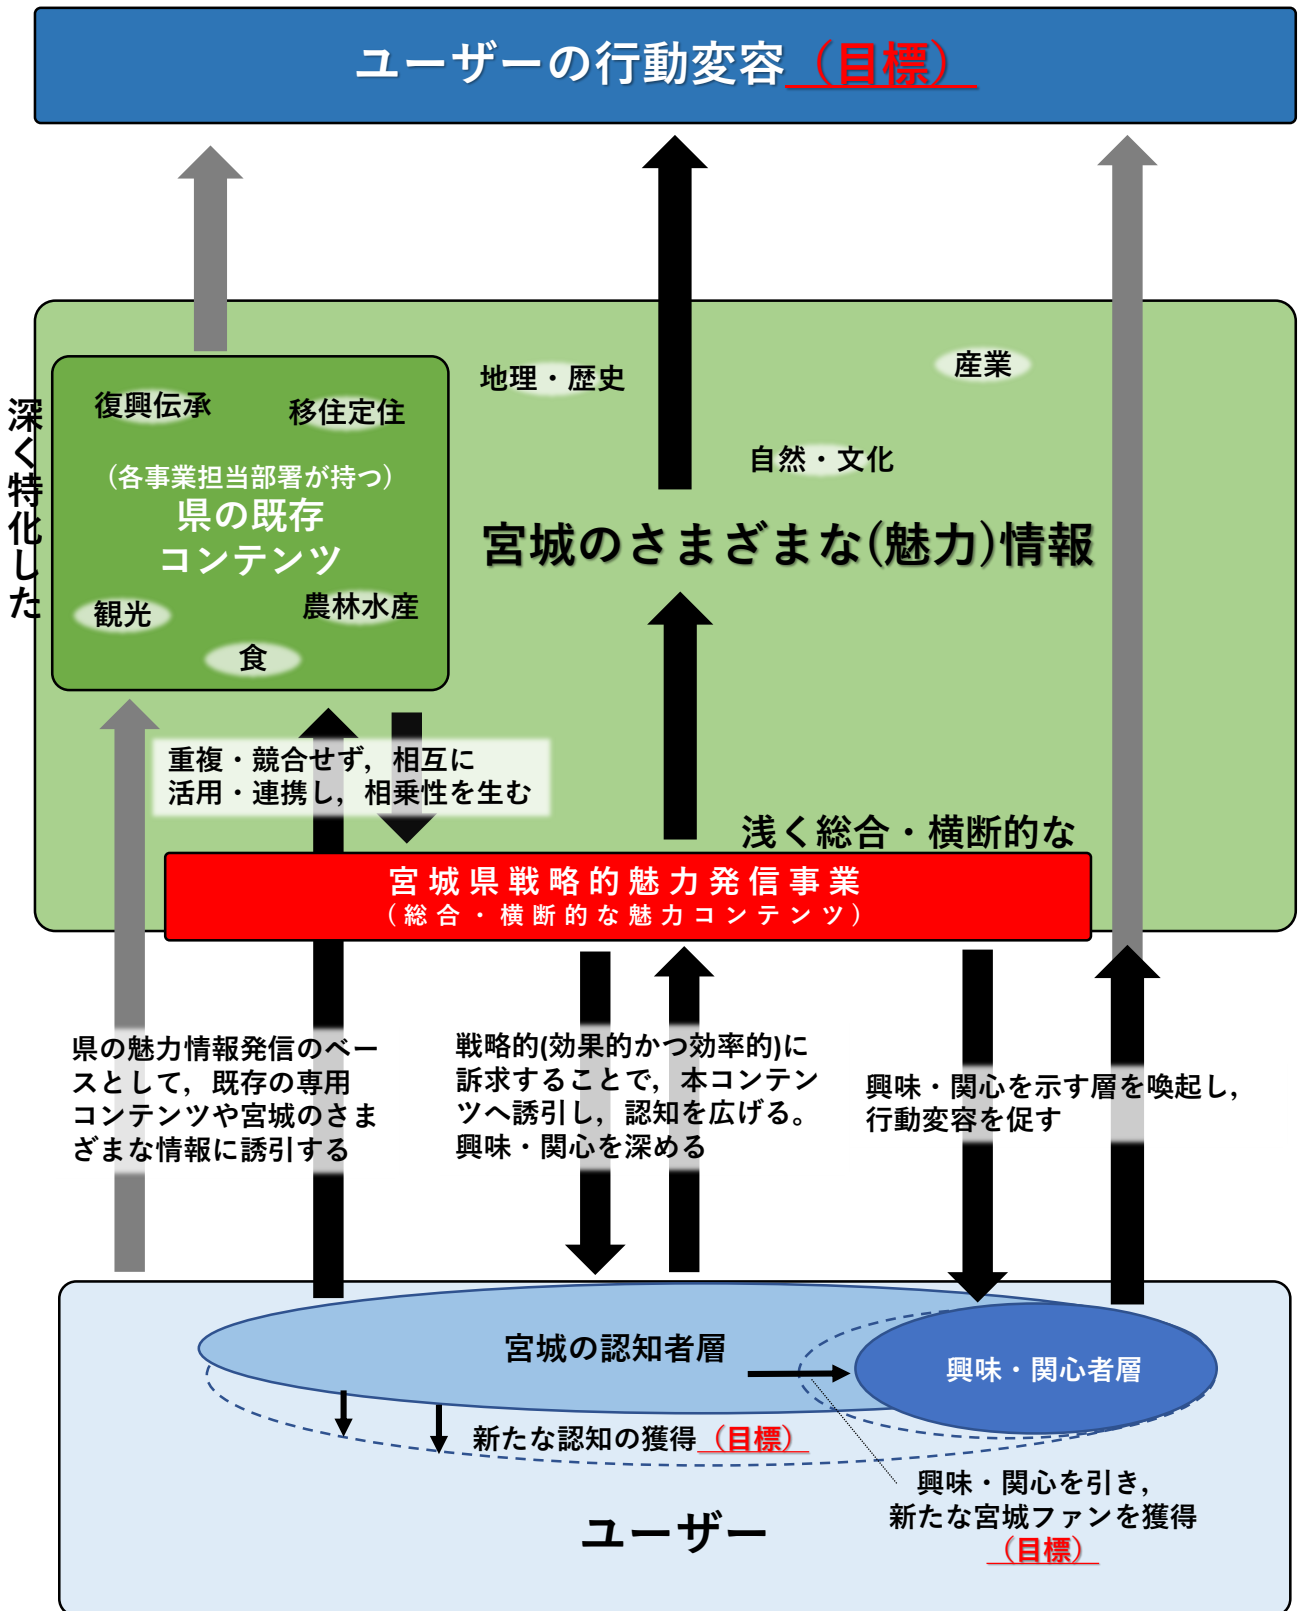 ユーザーの行動変容（目標）
深く特化した
復興伝承
移住定住
(各事業担当部署が持つ)
県の既存
コンテンツ
観光
農林水産
食
地理・歴史
産業
自然・文化
宮城のさまざまな(魅力)情報
重複・競合せず，相互に
活用・連携し，相乗性を生む
浅く総合・横断的な
宮城県戦略的魅力発信事業
（総合・横断的な魅力コンテンツ）
県の魅力情報発信のベー
スとして，既存の専用
コンテンツや宮城のさま
ざまな情報に誘引する
戦略的(効果的かつ効率的)に
訴求することで，本コンテン
ツへ誘引し，認知を広げる。
興味・関心を深める
興味・関心を示す層を喚起し，
行動変容を促す
宮城の認知者層
興味・関心者層
新たな認知の獲得（目標）
興味・関心を引き，
新たな宮城ファンを獲得
（目標）
ユーザー